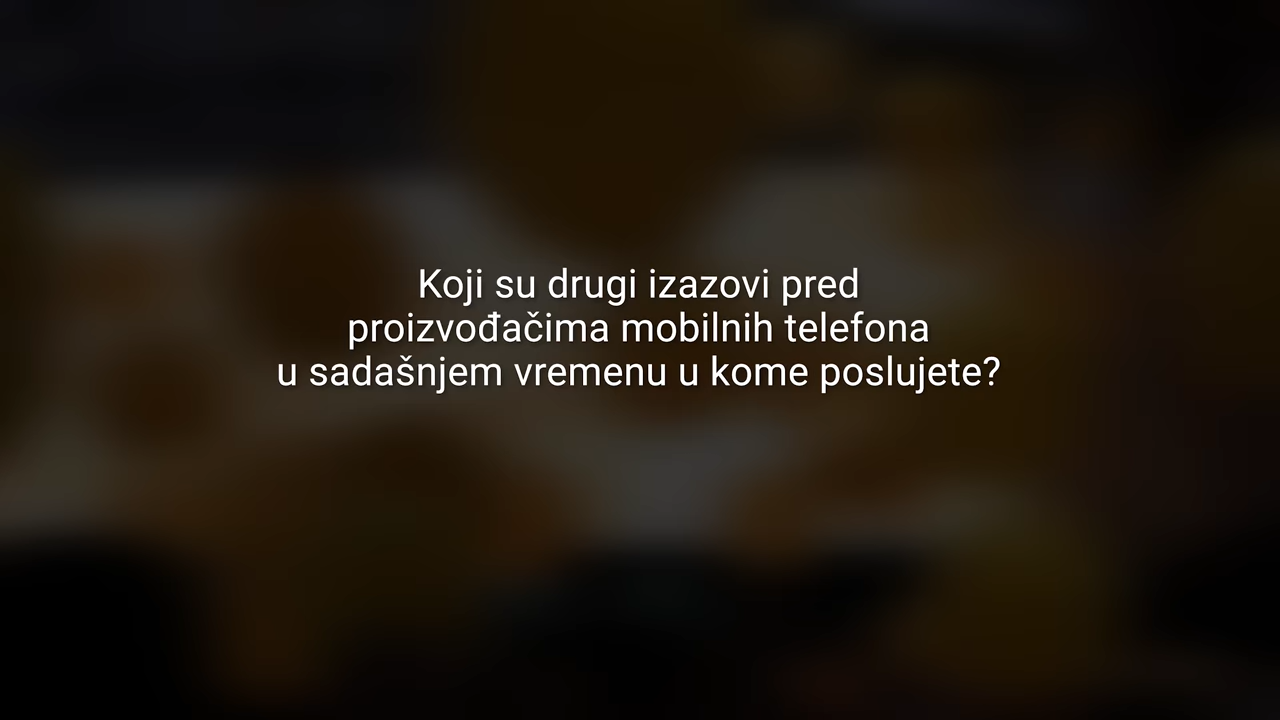 Koji su drugi izazovi pred
proizvođačima mobilnih telefona
u sadašnjem vremenu u kome poslujete?